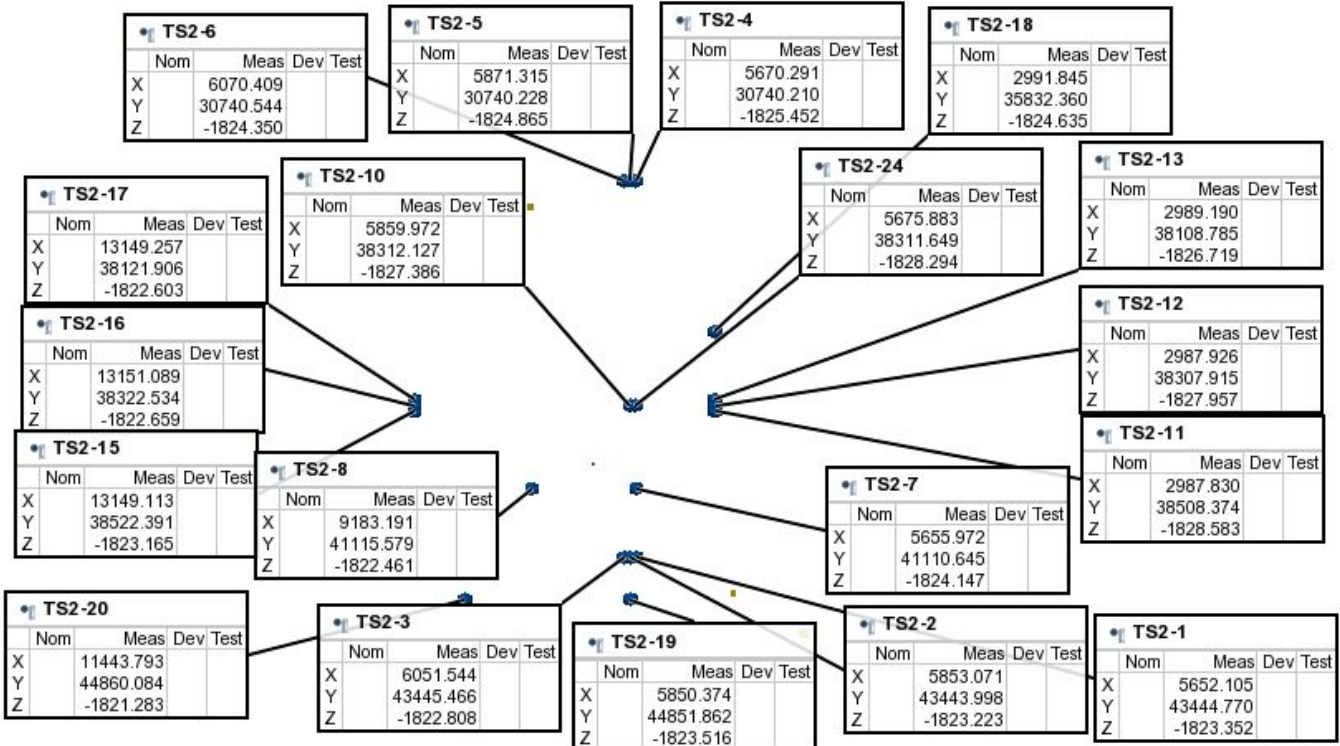 TS2-6
Nom Meas Dev Test
X 6070.409
Y 30740.544
Z -1824.350
TS2-5
Nom Meas Dev Test
X 5871.315
Y 30740.228
Z -1824.865
TS2-4
Nom Meas Dev Test
X 5670.291
Y 30740.210
Z -1825.452
TS2-18
Nom Meas Dev Test
X 2991.845
Y 35832.360
Z -1824.635
TS2-17
Nom Meas Dev Test
X 13149.257
Y 38121.906
Z -1822.603
TS2-10
Nom Meas Dev Test
X 5859.972
Y 38312.127
Z -1827.386
TS2-24
Nom Meas Dev Test
X 5675.883
Y 38311.649
Z -1828.294
TS2-13
Nom Meas Dev Test
X 2989.190
Y 38108.785
Z -1826.719
TS2-16
Nom Meas Dev Test
X 13151.089
Y 38322.534
Z -1822.659
TS2-12
Nom Meas Dev Test
X 2987.926
Y 38307.915
Z -1827.957
TS2-15
Nom Meas Dev Test
X 13149.113
Y 38522.391
Z -1823.165
TS2-8
Nom Meas Dev Test
X 9183.191
Y 41115.579
Z -1822.461
TS2-7
Nom Meas Dev Test
X 5655.972
Y 41110.645
Z -1824.147
TS2-11
Nom Meas Dev Test
X 2987.830
Y 38508.374
Z -1828.583
TS2-20
Nom Meas Dev Test
X 11443.793
Y 44860.084
Z -1821.283
TS2-3
Nom Meas Dev Test
X 6051.544
Y 43445.466
Z -1822.808
TS2-19
Nom Meas Dev Test
X 5850.374
Y 44851.862
Z -1823.516
TS2-2
Nom Meas Dev Test
X 5853.071
Y 43443.998
Z -1823.223
TS2-1
Nom Meas Dev Test
X 5652.105
Y 43444.770
Z -1823.352